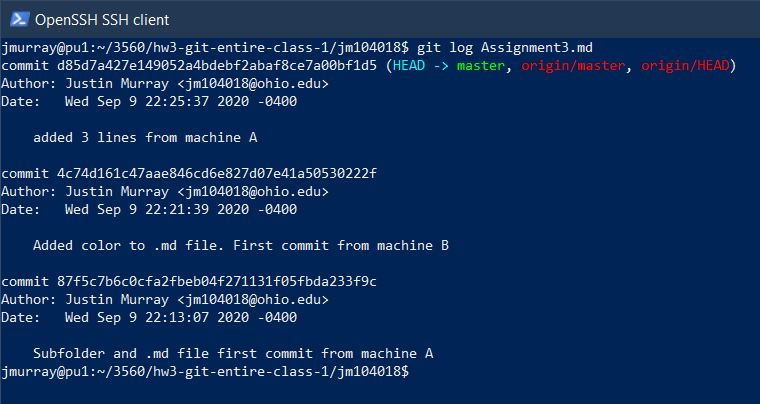 OpenSSH SSH client
jmurray@pu1:~/3560/hw3-git-entire-class-1/jm104018$ git log Assignment3.md
commit d85d7a427e149052a4bdebf2abaf8ce7a00bf1d5 (HEAD -> master, origin/master, origin/HEAD)
Author: Justin Murray <jm104018@ohio.edu>
Date:   Wed Sep 9 22:25:37 2020 -0400
    added 3 lines from machine A
commit 4c74d161c47aae846cd6e827d07e41a50530222f
Author: Justin Murray <jm104018@ohio.edu>
Date:   Wed Sep 9 22:21:39 2020 -0400
    Added color to .md file. First commit from machine B
commit 87f5c7b6c0cfa2fbeb04f271131f05fbda233f9c
Author: Justin Murray <jm104018@ohio.edu>
Date:   Wed Sep 9 22:13:07 2020 -0400
    Subfolder and .md file first commit from machine A
jmurray@pu1:~/3560/hw3-git-entire-class-1/jm104018$